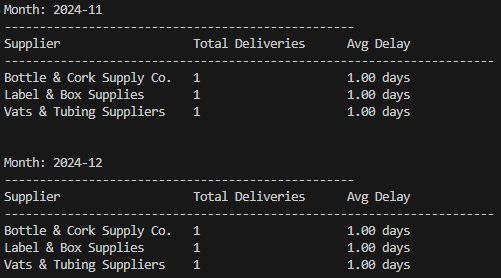 Month: 2024-11
--------------------------------------------------
Supplier Total Deliveries Avg Delay
----------------------------------------------------------------------
Bottle & Cork Supply Co. 1 1.00 days
Label & Box Supplies 1 1.00 days
Vats & Tubing Suppliers 1 1.00 days
Month: 2024-12
--------------------------------------------------
Supplier Total Deliveries Avg Delay
----------------------------------------------------------------------
Bottle & Cork Supply Co. 1 1.00 days
Label & Box Supplies 1 1.00 days
Vats & Tubing Suppliers 1 1.00 days